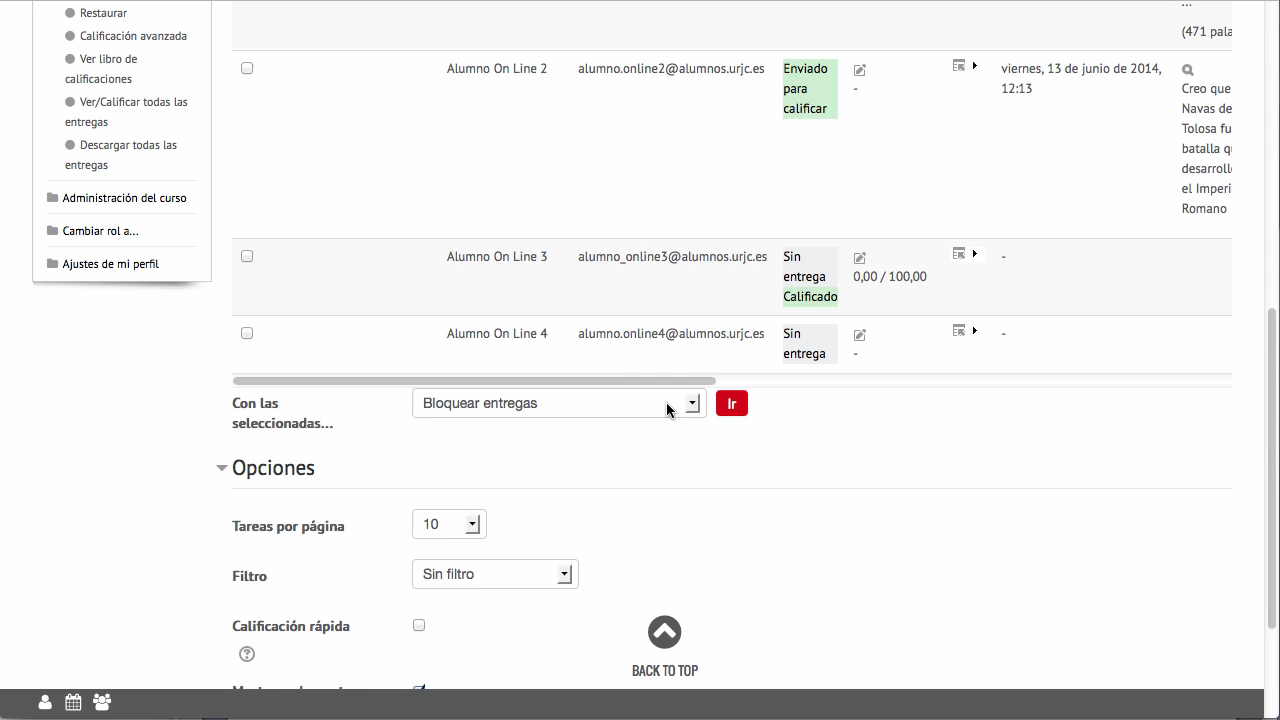 Restaurar
Calificación avanzada
Ver libro de
calificaciones
Ver/Calificar todas las
entregas
Descargar todas las
entregas
Administración del curso
Cambiar rol a...
Ajustes de mi perfil
...
(471 pala
Alumno On Line 2
alumno.online2@alumnos.urjc.es
Enviado
para
calificar
-
viernes, 13 de junio de 2014,
12:13
Creo que
Navas de
Tolosa fu
batalla q
desarroll
el Imperi
Romano
Alumno On Line 3
alumno_online3@alumnos.urjc.es
Sin
entrega
Calificado
0,00 / 100,00
-
Alumno On Line 4
alumno.online4@alumnos.urjc.es
Sin
entrega
-
-
Con las
seleccionadas...
Bloquear entregas
Ir
Opciones
Tareas por página
10
Filtro
Sin filtro
Calificación rápida
BACK TO TOP